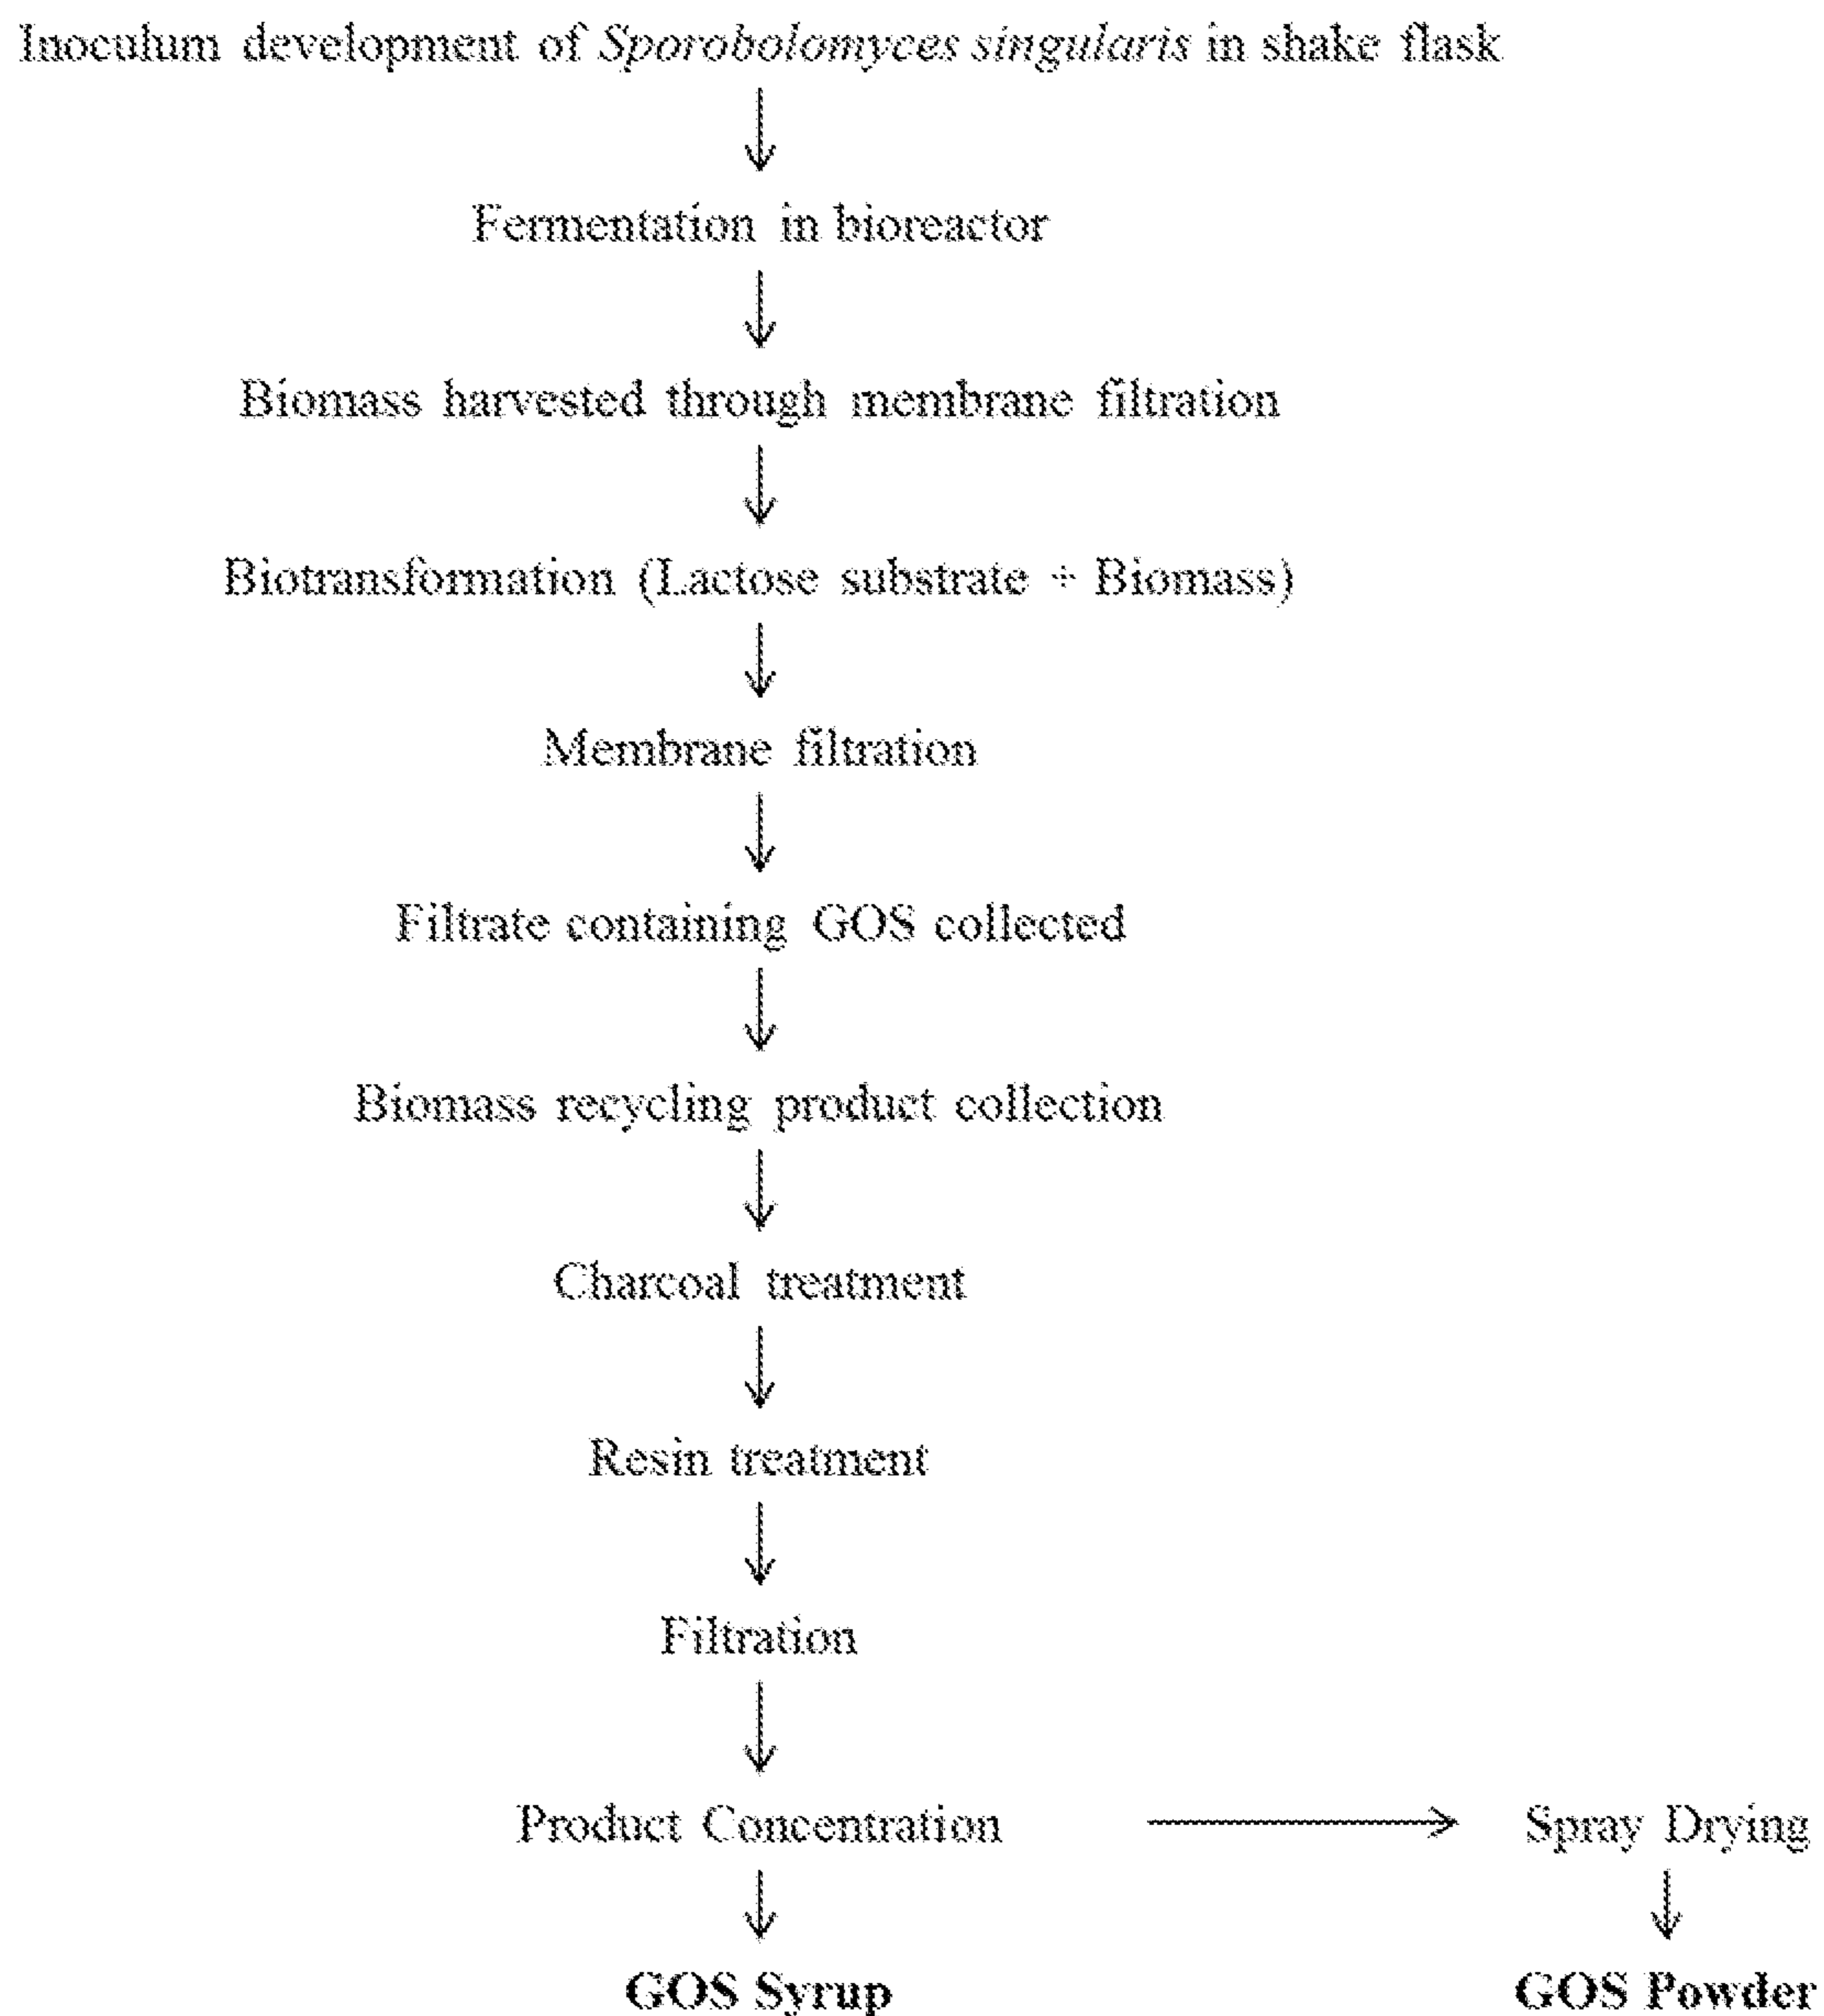 Inoculum development of Sporobolomyces singularis in shake flask
Fermentation in bioreactor
Biomass harvested through membrane filtration
Biotransformation (Lactose substrate + Biomass)
Membrane filtration
Filtrate containing GOS collected
Biomass recycling product collection
Charcoal treatment
Resin treatment
Filtration
Product Concentration
Spray Drying
GOS Syrup
GOS Powder